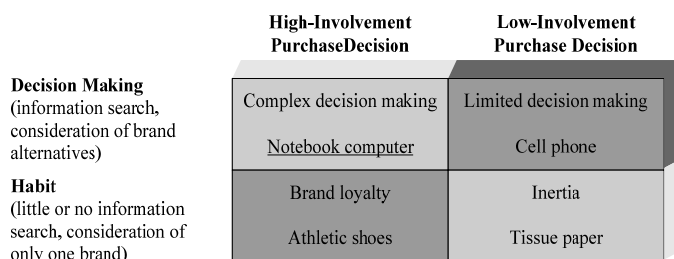 High-Involvement
PurchaseDecision
Low-Involvement
Purchase Decision
Decision Making
(information search,
consideration of brand
alternatives)
Complex decision making
Limited decision making
Notebook computer
Cell phone
Habit
(little or no information
search, consideration of
only one brand)
Brand loyalty
Inertia
Athletic shoes
Tissue paper